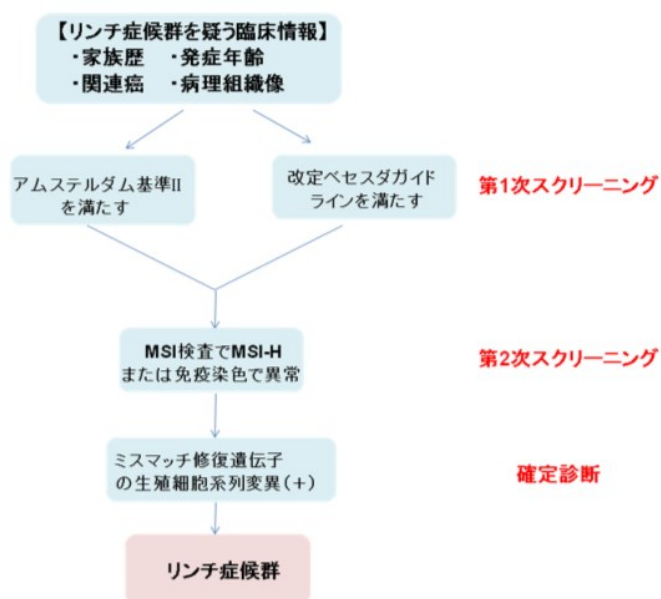 【リンチ症候群を疑う臨床情報】
・家族歴　・発症年齢
・関連癌　・病理組織像
アムステルダム基準II
を満たす
改定ベセスダガイド
ラインを満たす
第1次スクリーニング
MSI検査でMSI-H
または免疫染色で異常
第2次スクリーニング
ミスマッチ修復遺伝子
の生殖細胞系列変異(+)
確定診断
リンチ症候群